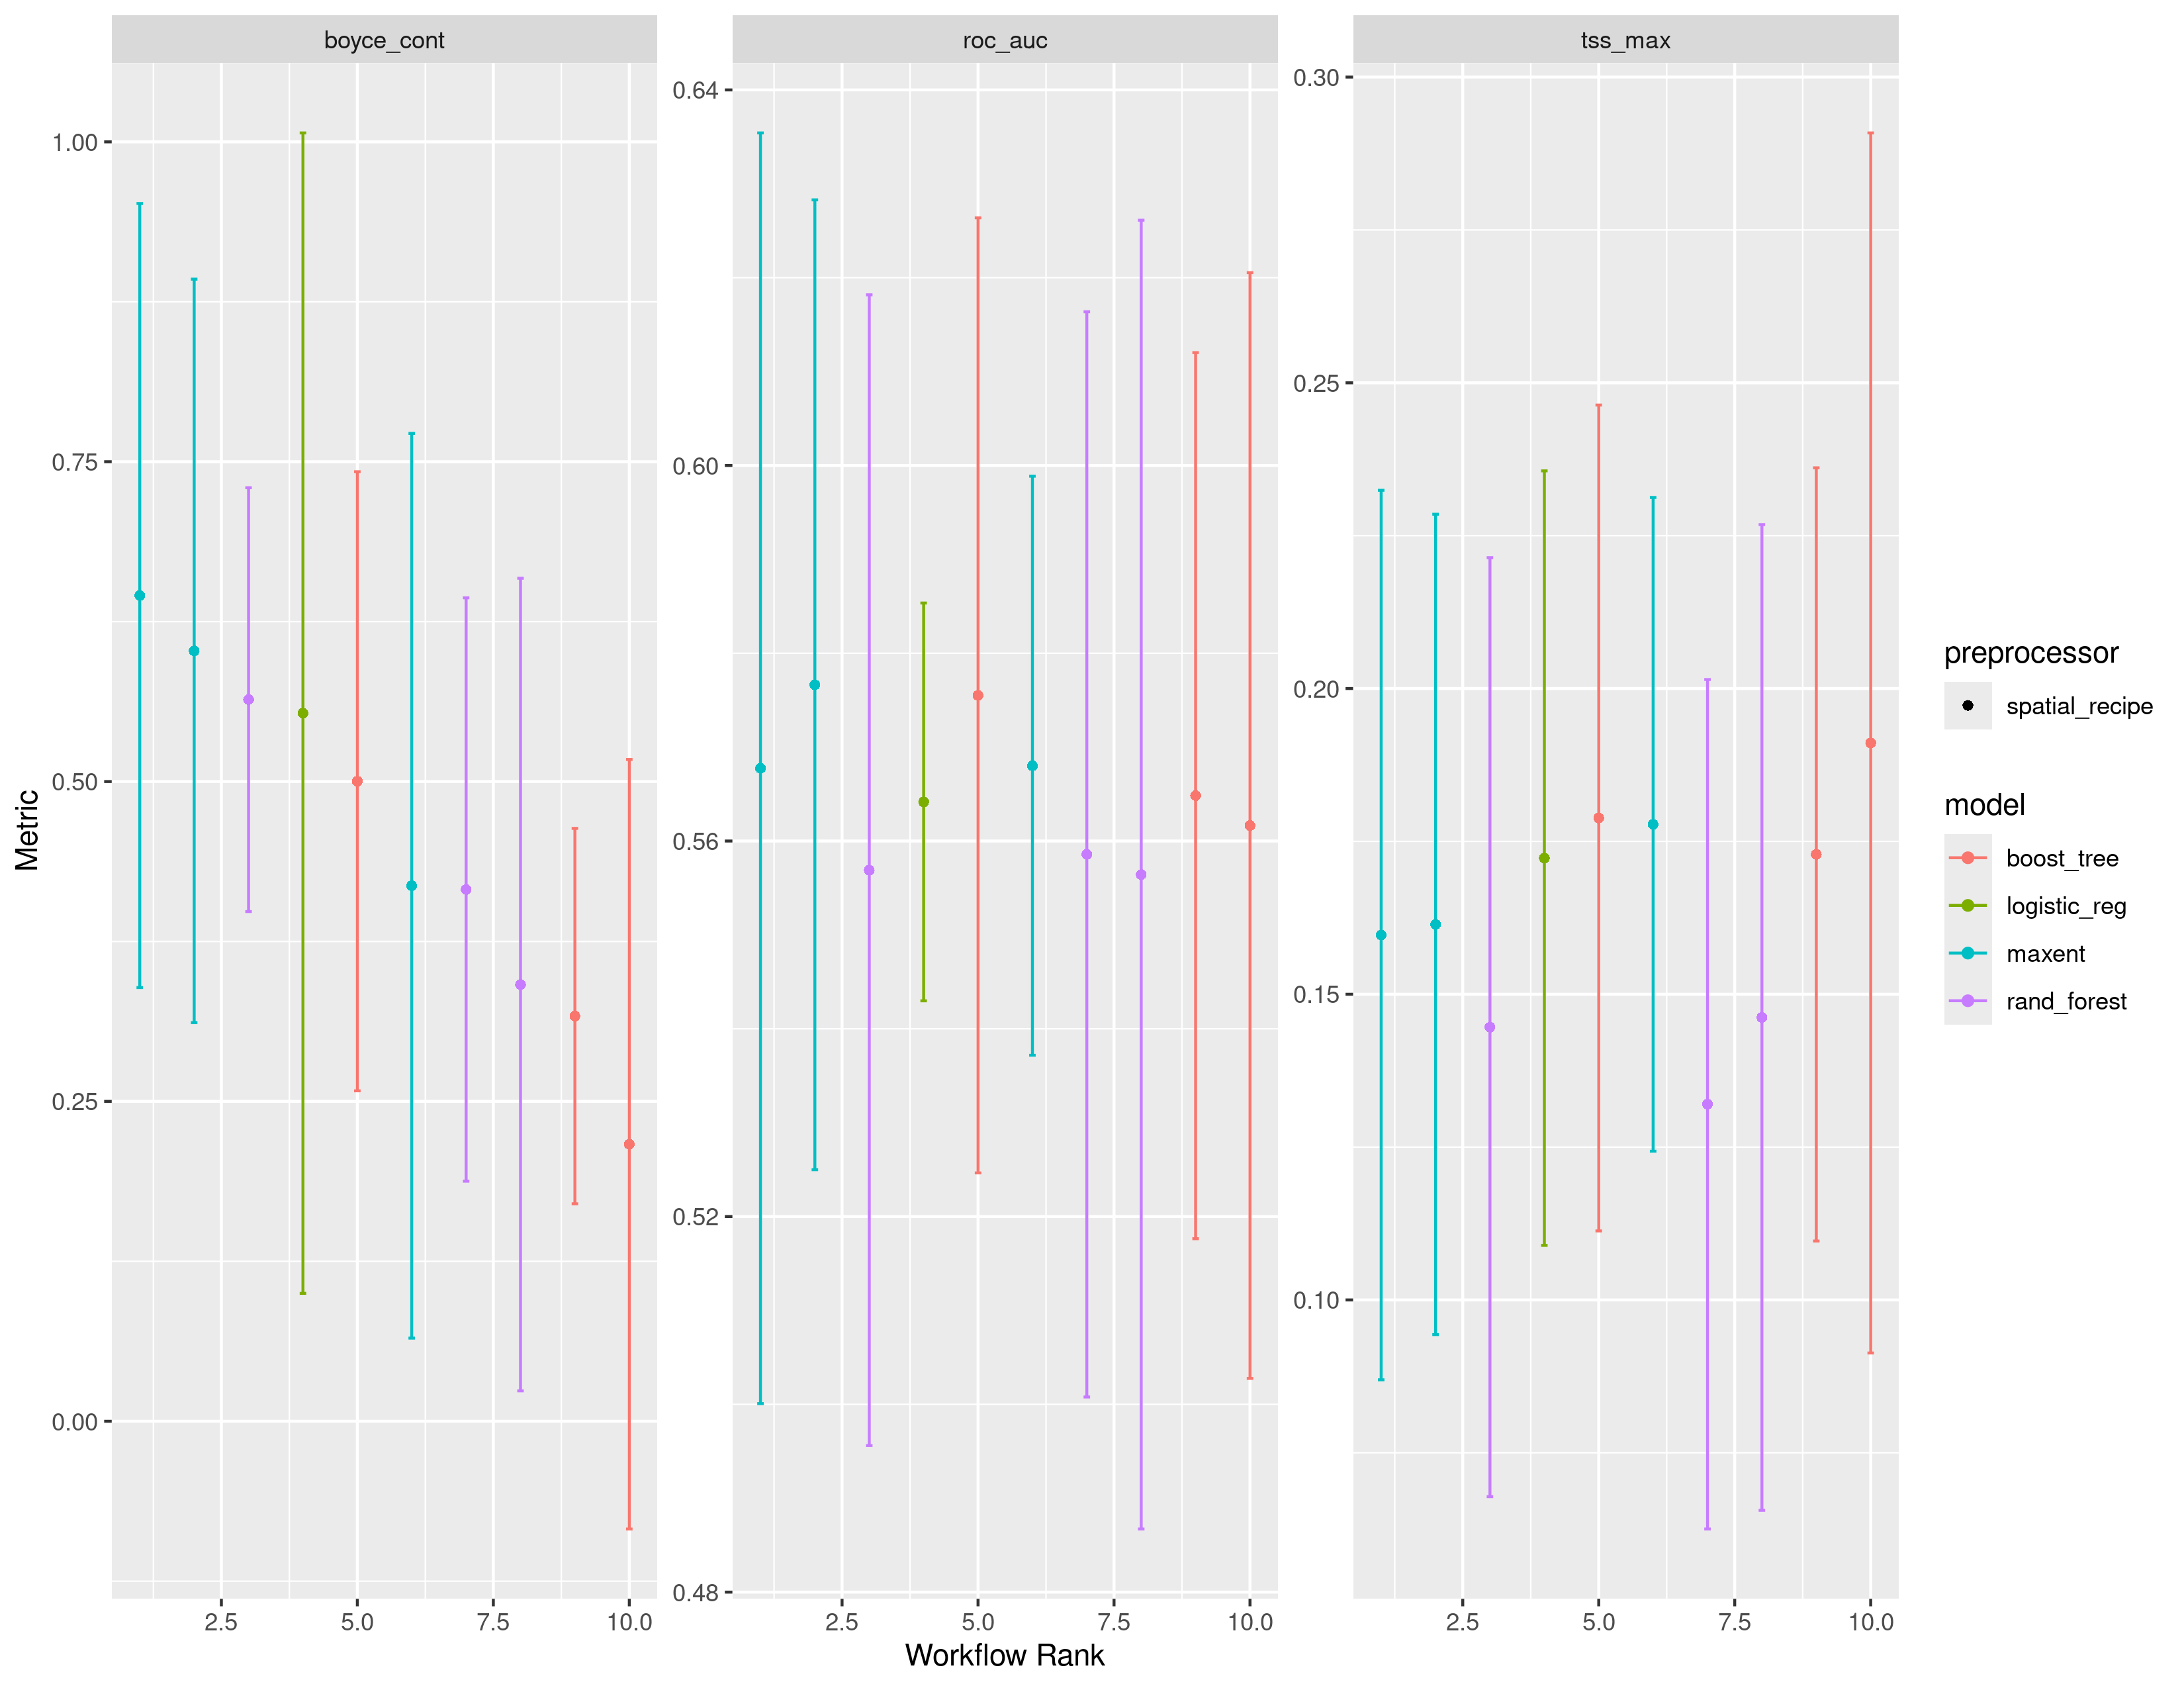 boyce_cont
roc_auc
tss_max
Metric
1.00
0.75
0.50
0.25
0.00
0.64
0.60
0.56
0.52
0.48
0.30
0.25
0.20
0.15
0.10
2.5 5.0 7.5 10.0
2.5 5.0 7.5 10.0
2.5 5.0 7.5 10.0
Workflow Rank
preprocessor
spatial_recipe
model
boost_tree
logistic_reg
maxent
rand_forest